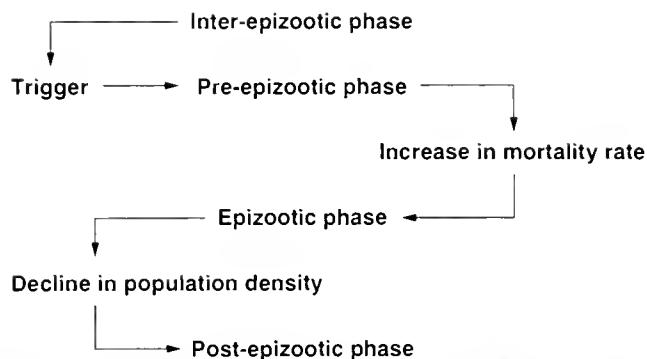 Inter-epizootic phase
Trigger
Pre-epizootic phase
Increase in mortality rate
Epizootic phase
Decline in population density
Post-epizootic phase